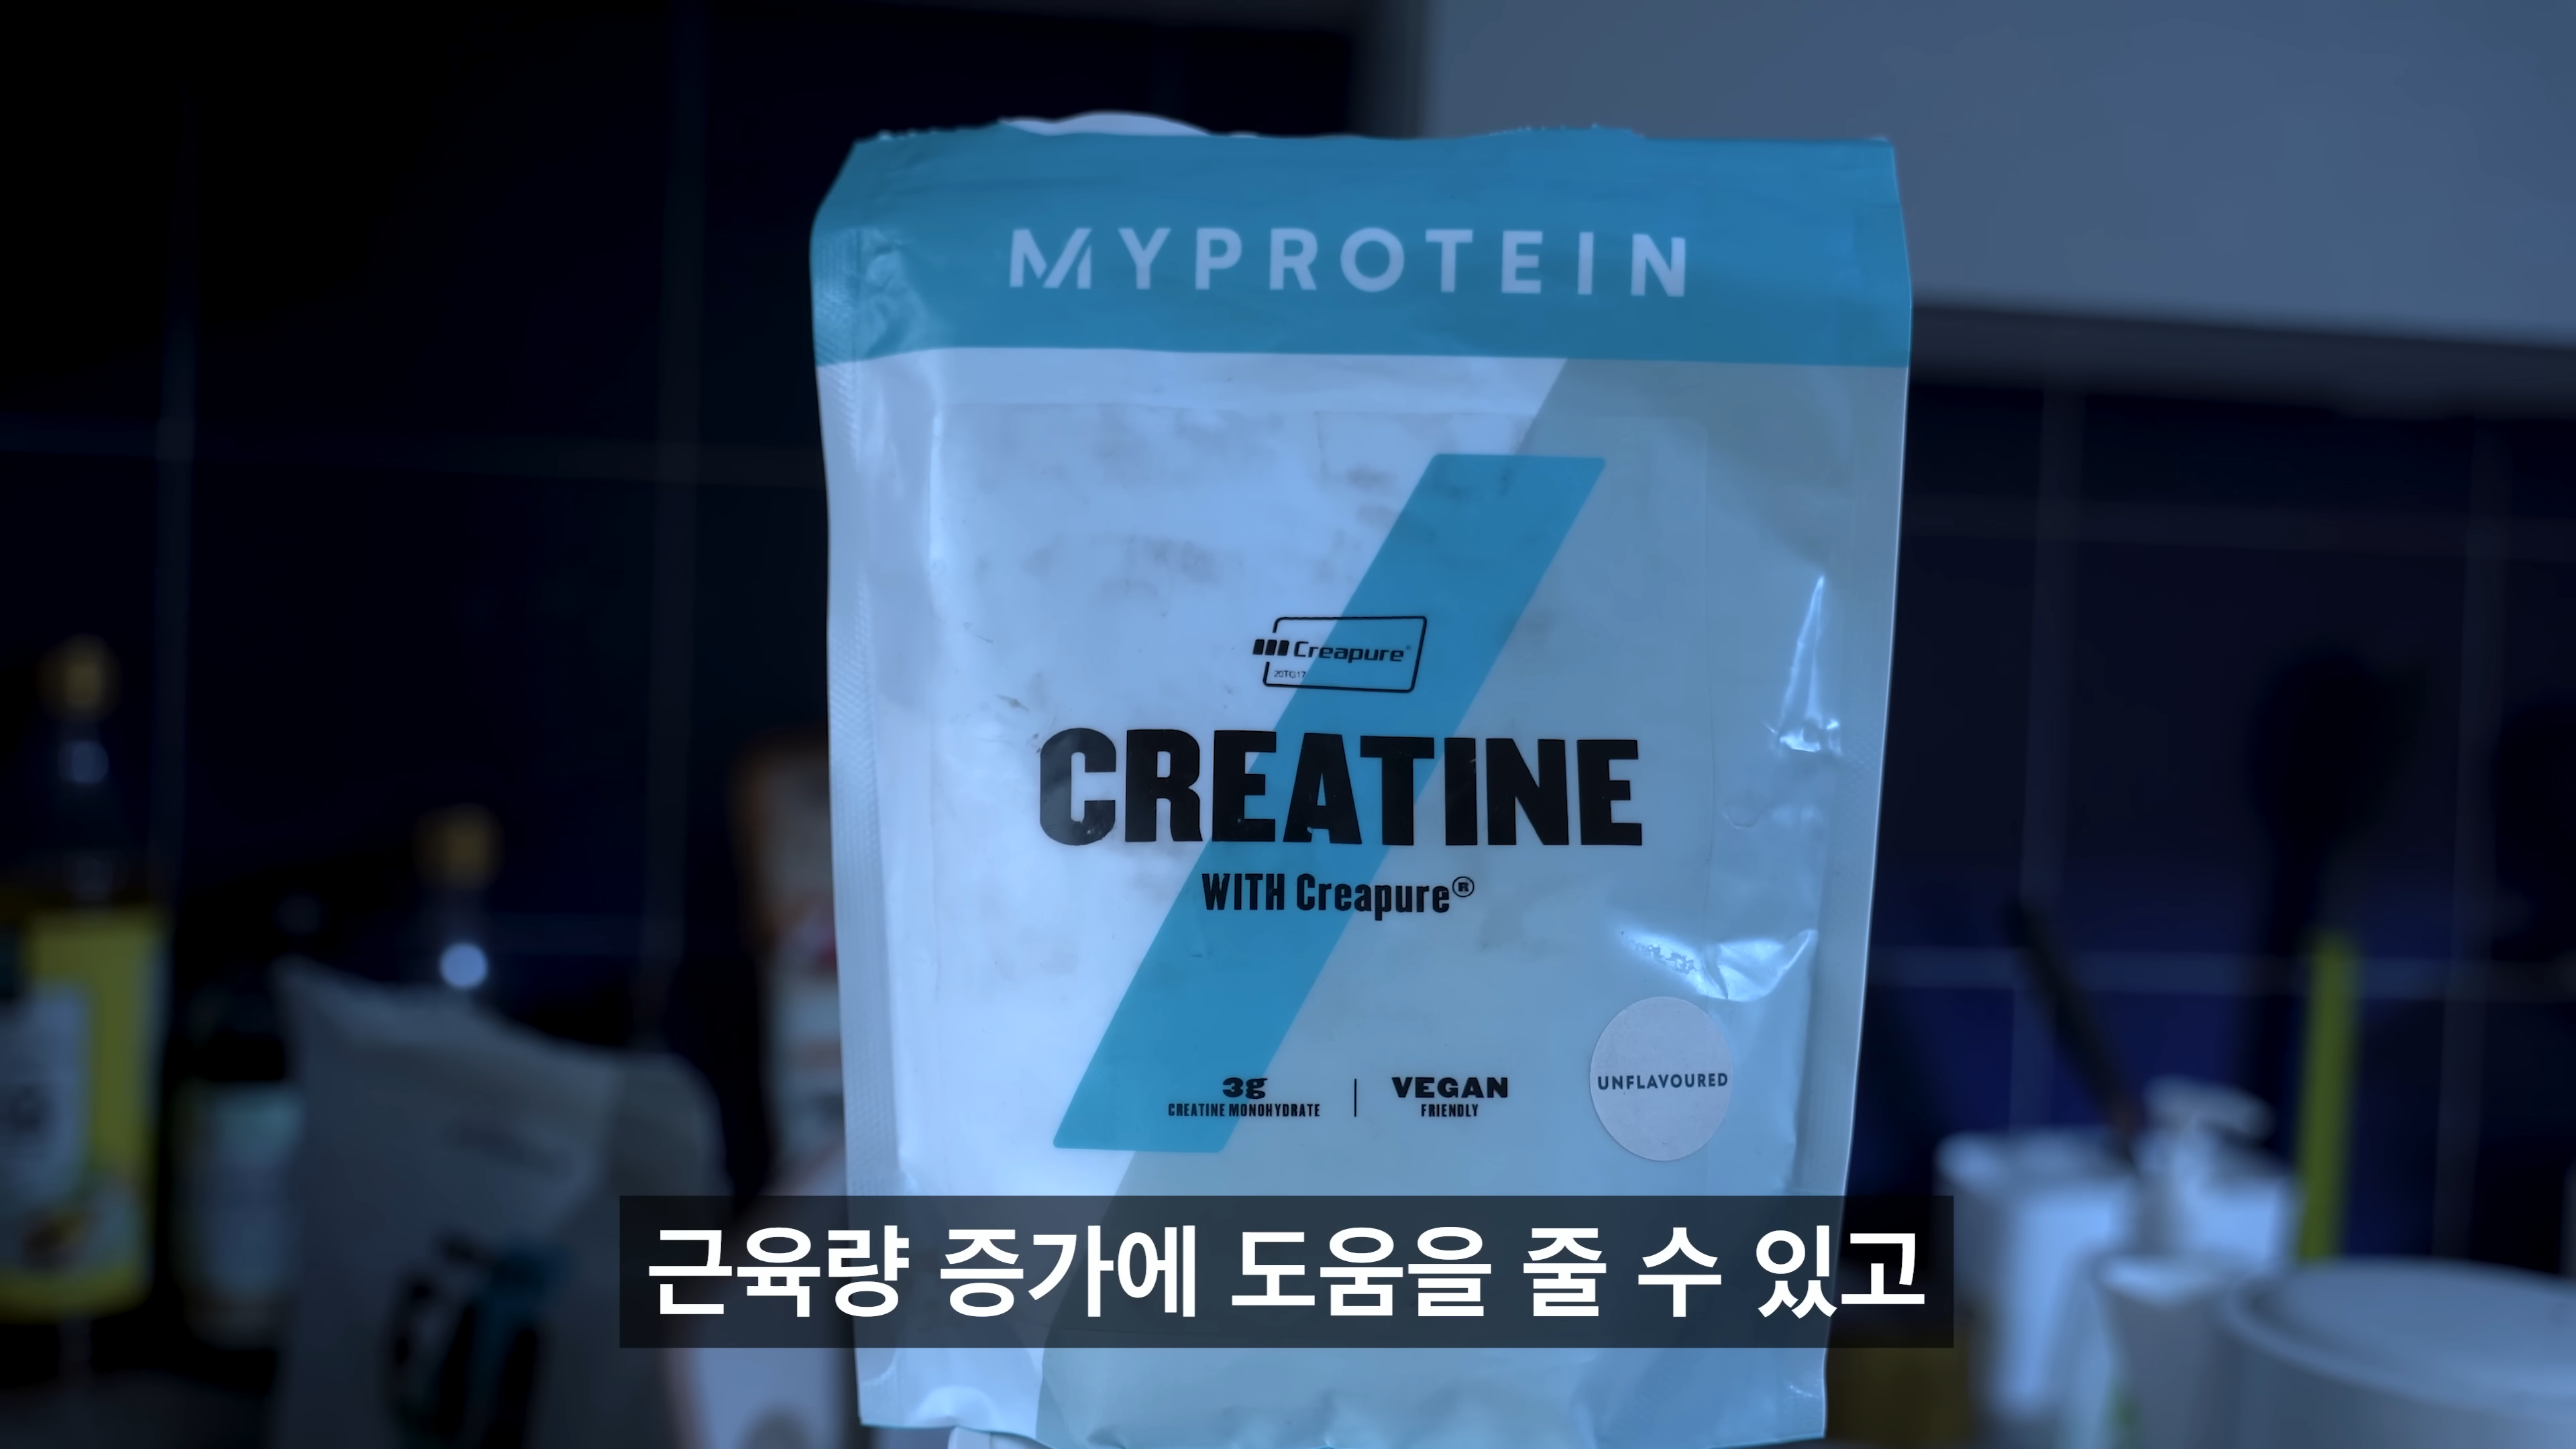 MYPROTEIN
Creapure®
CREATINE
WITH Creapure®
3g
CREATINE MONOHYDRATE
VEGAN
FRIENDLY
UNFLAVOURED
근육량 증가에 도움을 줄 수 있고